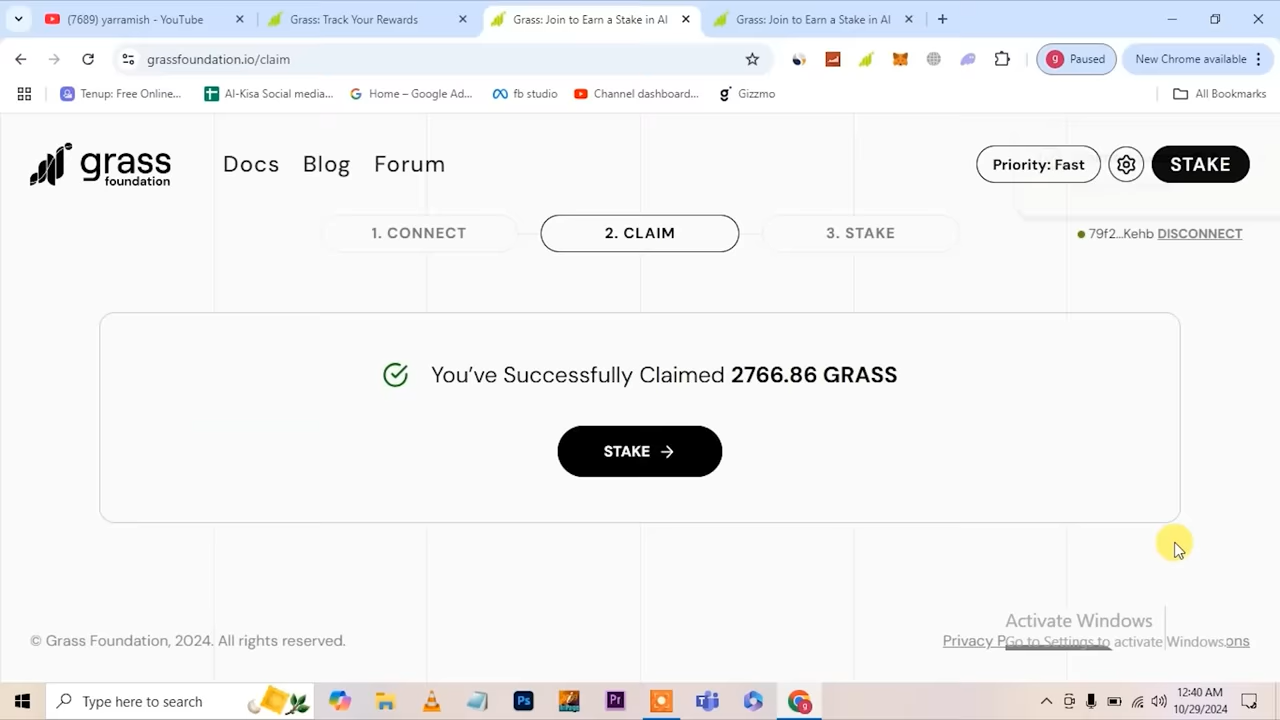 (7689) yarramish - YouTube
Grass: Track Your Rewards
Grass: Join to Earn a Stake in AI
Grass: Join to Earn a Stake in AI
grassfoundation.io/claim
g Paused
New Chrome available
Tenup: Free Online...
AI-Kisa Social media...
Home – Google Ad...
fb studio
Channel dashboard...
Gizzmo
All Bookmarks
grass
foundation
Docs
Blog
Forum
Priority: Fast
STAKE
1. CONNECT
2. CLAIM
3. STAKE
79f2...Kehb DISCONNECT
You’ve Successfully Claimed 2766.86 GRASS
STAKE →
Activate Windows
Go to Settings to activate Windows.
© Grass Foundation, 2024. All rights reserved.
Privacy
Type here to search
Ps
Pr
12:40 AM
10/29/2024